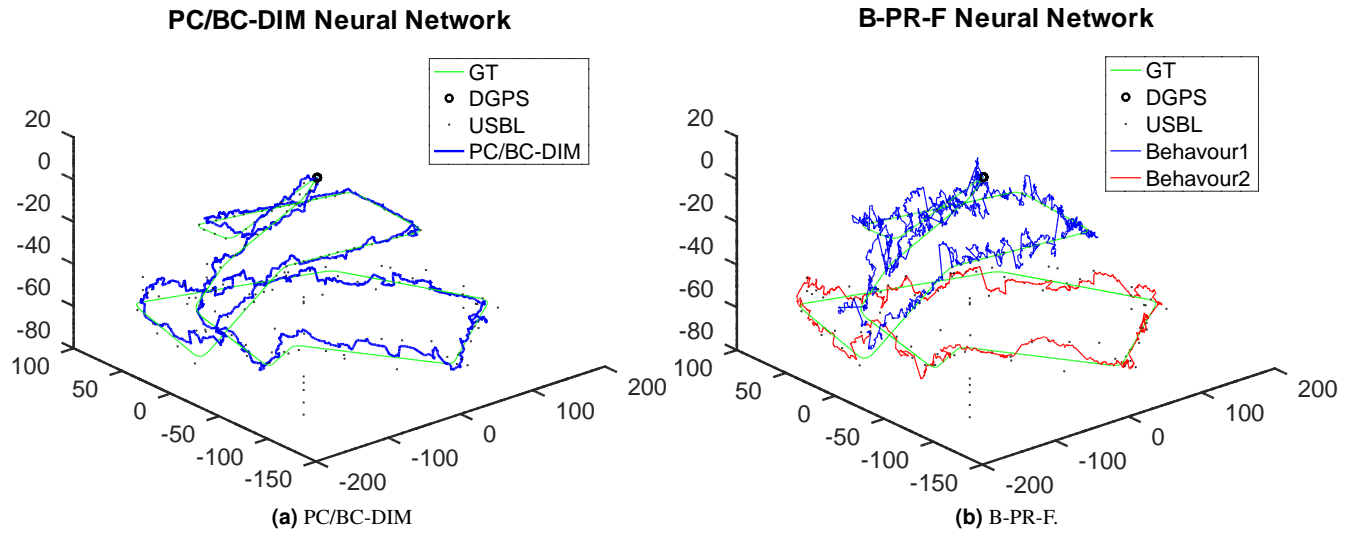 PC/BC-DIM Neural Network
GT
DGPS
USBL
PC/BC-DIM
20
0
-20
-40
-60
-80
100
50
0
-50
-100
-150
-200
-100
0
100
200
(a) PC/BC-DIM
B-PR-F Neural Network
GT
DGPS
USBL
Behavour1
Behavour2
20
0
-20
-40
-60
-80
100
50
0
-50
-100
-150
-200
-100
0
100
200
(b) B-PR-F.